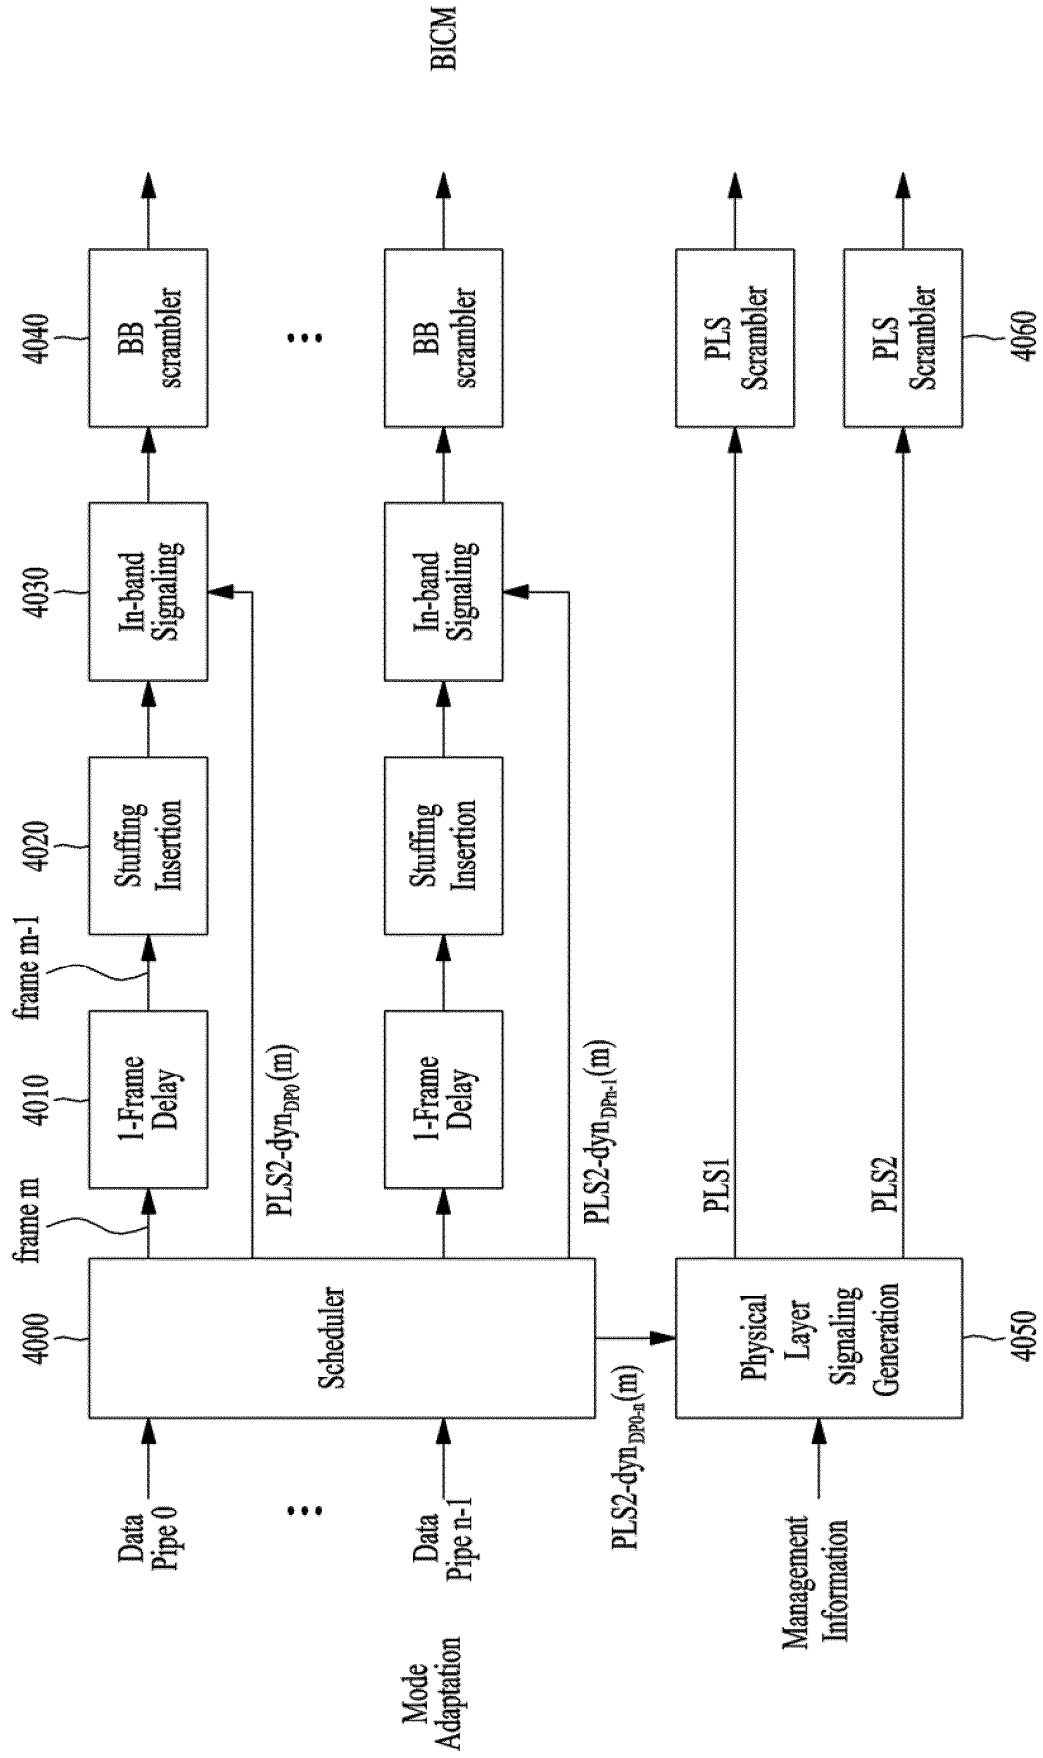 Mode
Adaptation
Data
Pipe 0
Data
Pipe n-1
Management
Information
4000
Scheduler
PLS2-dynDP0-n(m)
Physical
Layer
Signaling
Generation
4050
frame m
4010
1-Frame
Delay
frame m-1
4020
Stuffing
Insertion
4030
In-band
Signaling
4040
BB
scrambler
PLS2-dynDP0(m)
1-Frame
Delay
Stuffing
Insertion
In-band
Signaling
BB
scrambler
PLS2-dynDPn-1(m)
PLS1
PLS
Scrambler
PLS2
PLS
Scrambler
4060
BICM